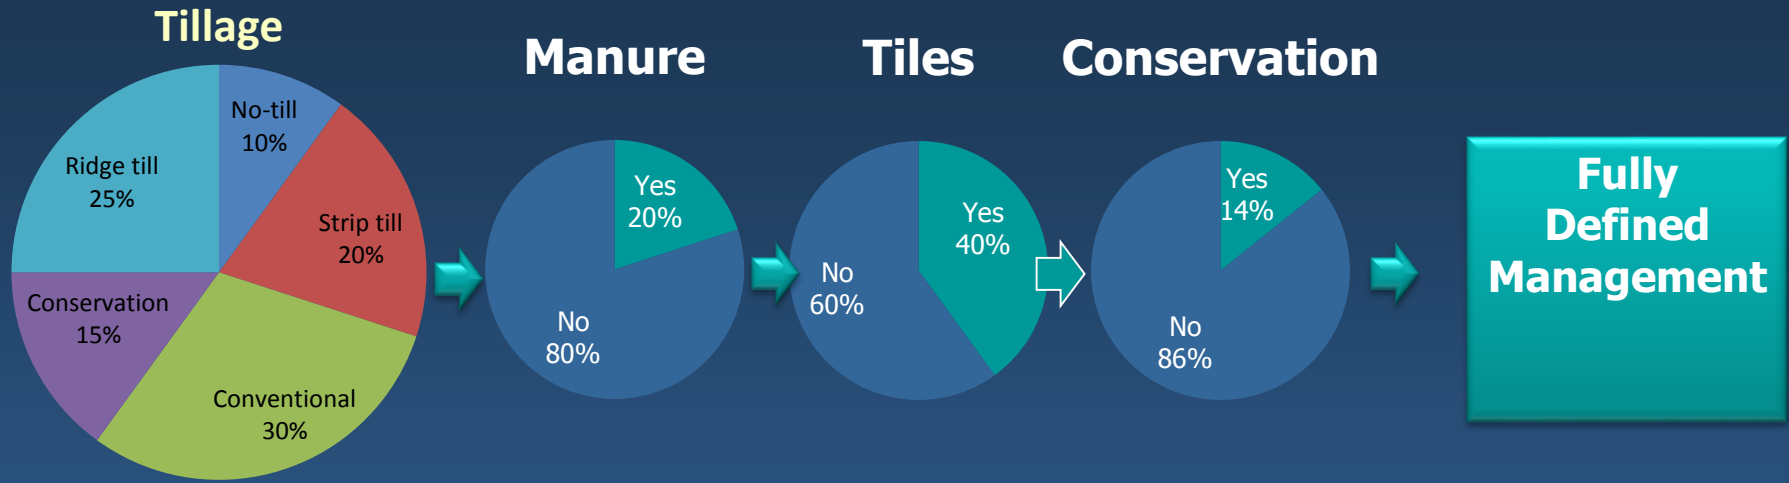 Tillage
No-till
10%
Strip till
20%
Conventional
30%
Conservation
15%
Ridge till
25%
Manure
Yes
20%
No
80%
Tiles
Yes
40%
No
60%
Conservation
Yes
14%
No
86%
Fully
Defined
Management